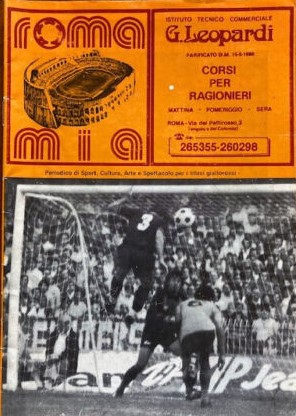 roma
mia
ISTITUTO TECNICO COMMERCIALE
G. Leopardi
PARIFICATO D.M. 15-5-1986
CORSI
PER
RAGIONIERI
MATTINA - POMERIGGIO - SERA
ROMA - Via del Pettirosso, 3
265355-260298
Periodico di Sport, Cultura, Arte e Spettacolo per i tifosi giallorossi
3